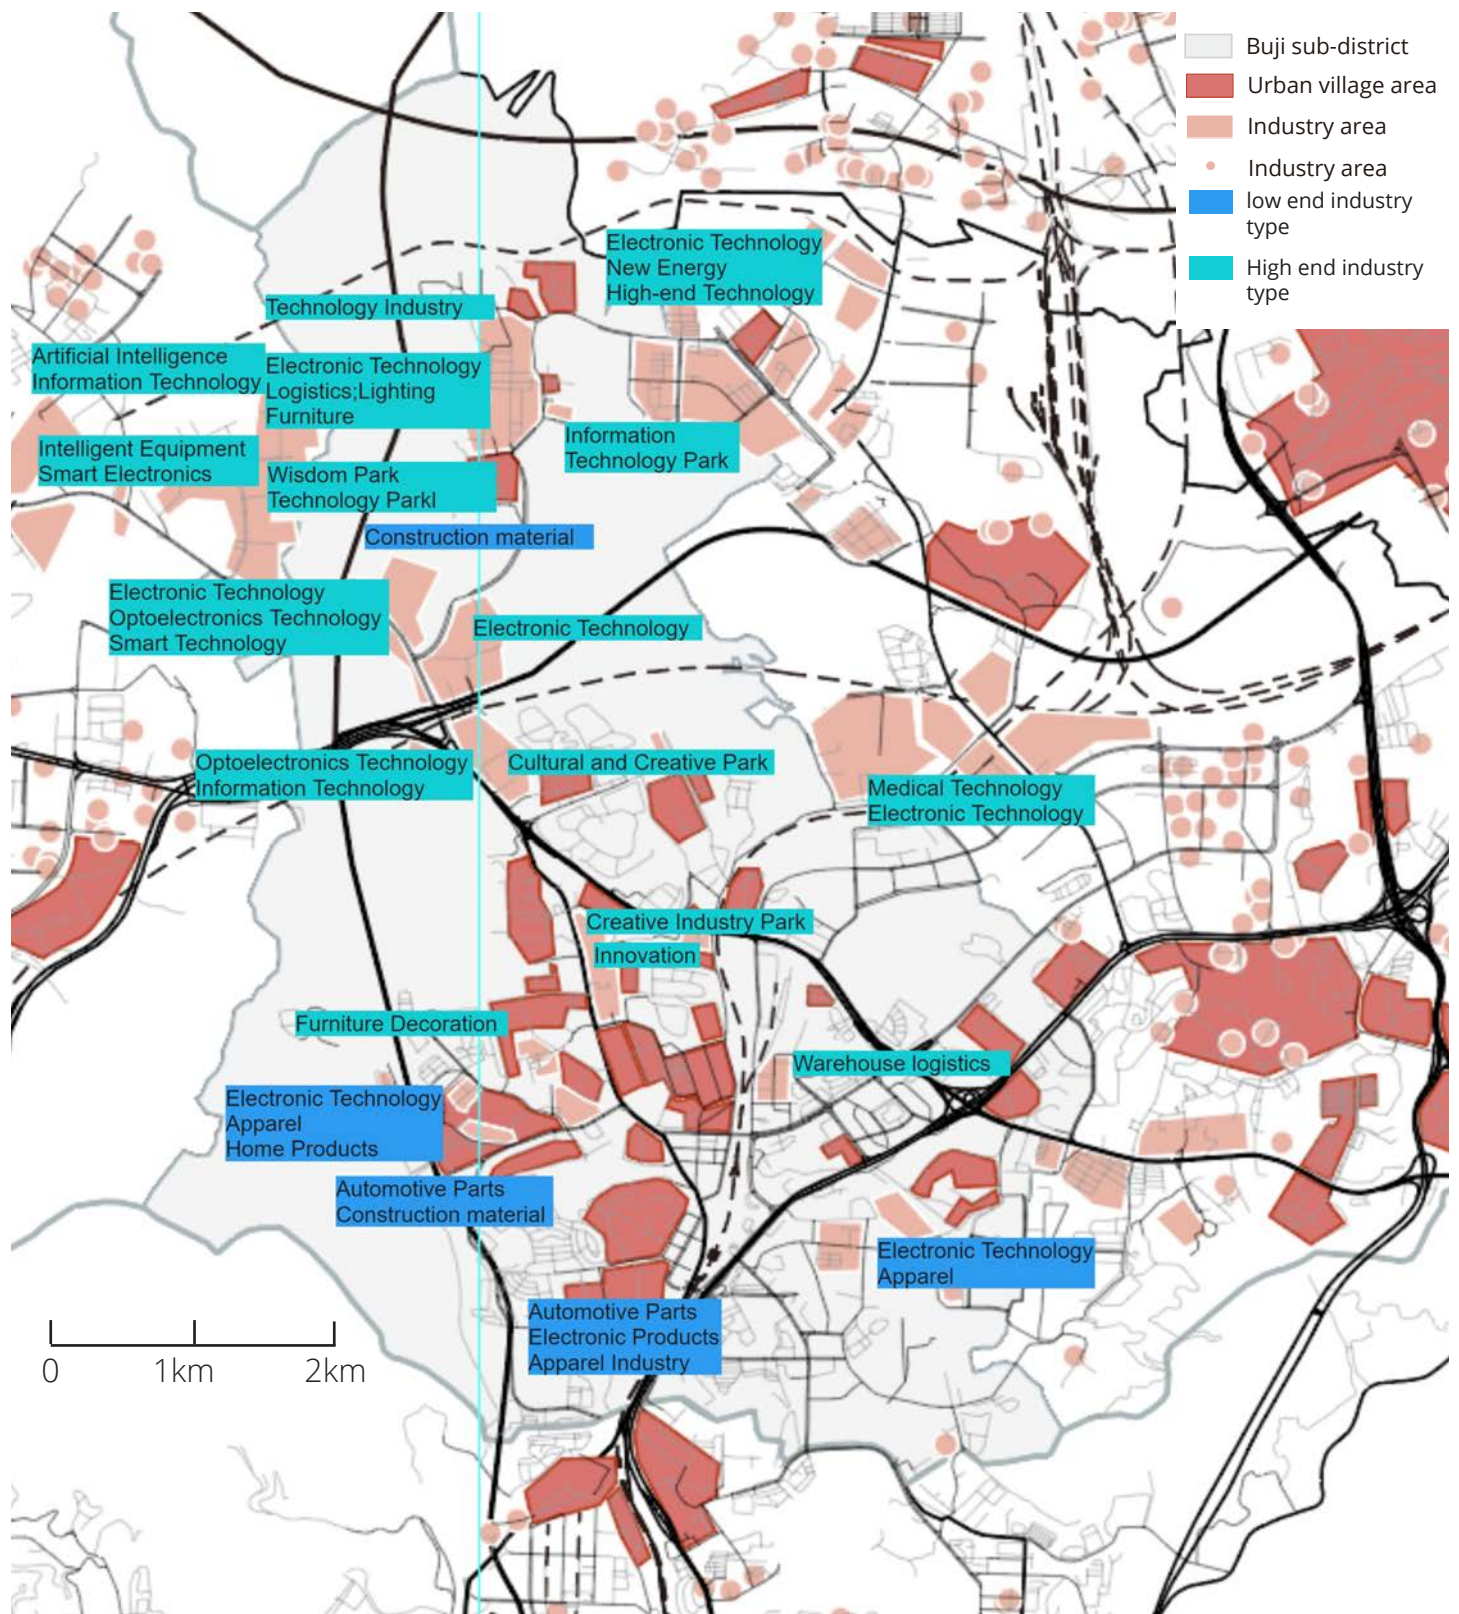 Buji sub-district
Urban village area
Industry area
Industry area
low end industry
type
High end industry
type
Electronic Technology
New Energy
High-end Technology
Technology Industry
Artificial Intelligence
Information Technology
Electronic Technology
Logistics;Lighting
Furniture
Intelligent Equipment
Smart Electronics
Information
Technology Park
Wisdom Park
Technology Parkl
Construction material
Electronic Technology
Optoelectronics Technology
Smart Technology
Electronic Technology
Optoelectronics Technology
Information Technology
Cultural and Creative Park
Medical Technology
Electronic Technology
Creative Industry Park
Innovation
Furniture Decoration
Warehouse logistics
Electronic Technology
Apparel
Home Products
Automotive Parts
Construction material
Electronic Technology
Apparel
Automotive Parts
Electronic Products
Apparel Industry
0 1km 2km